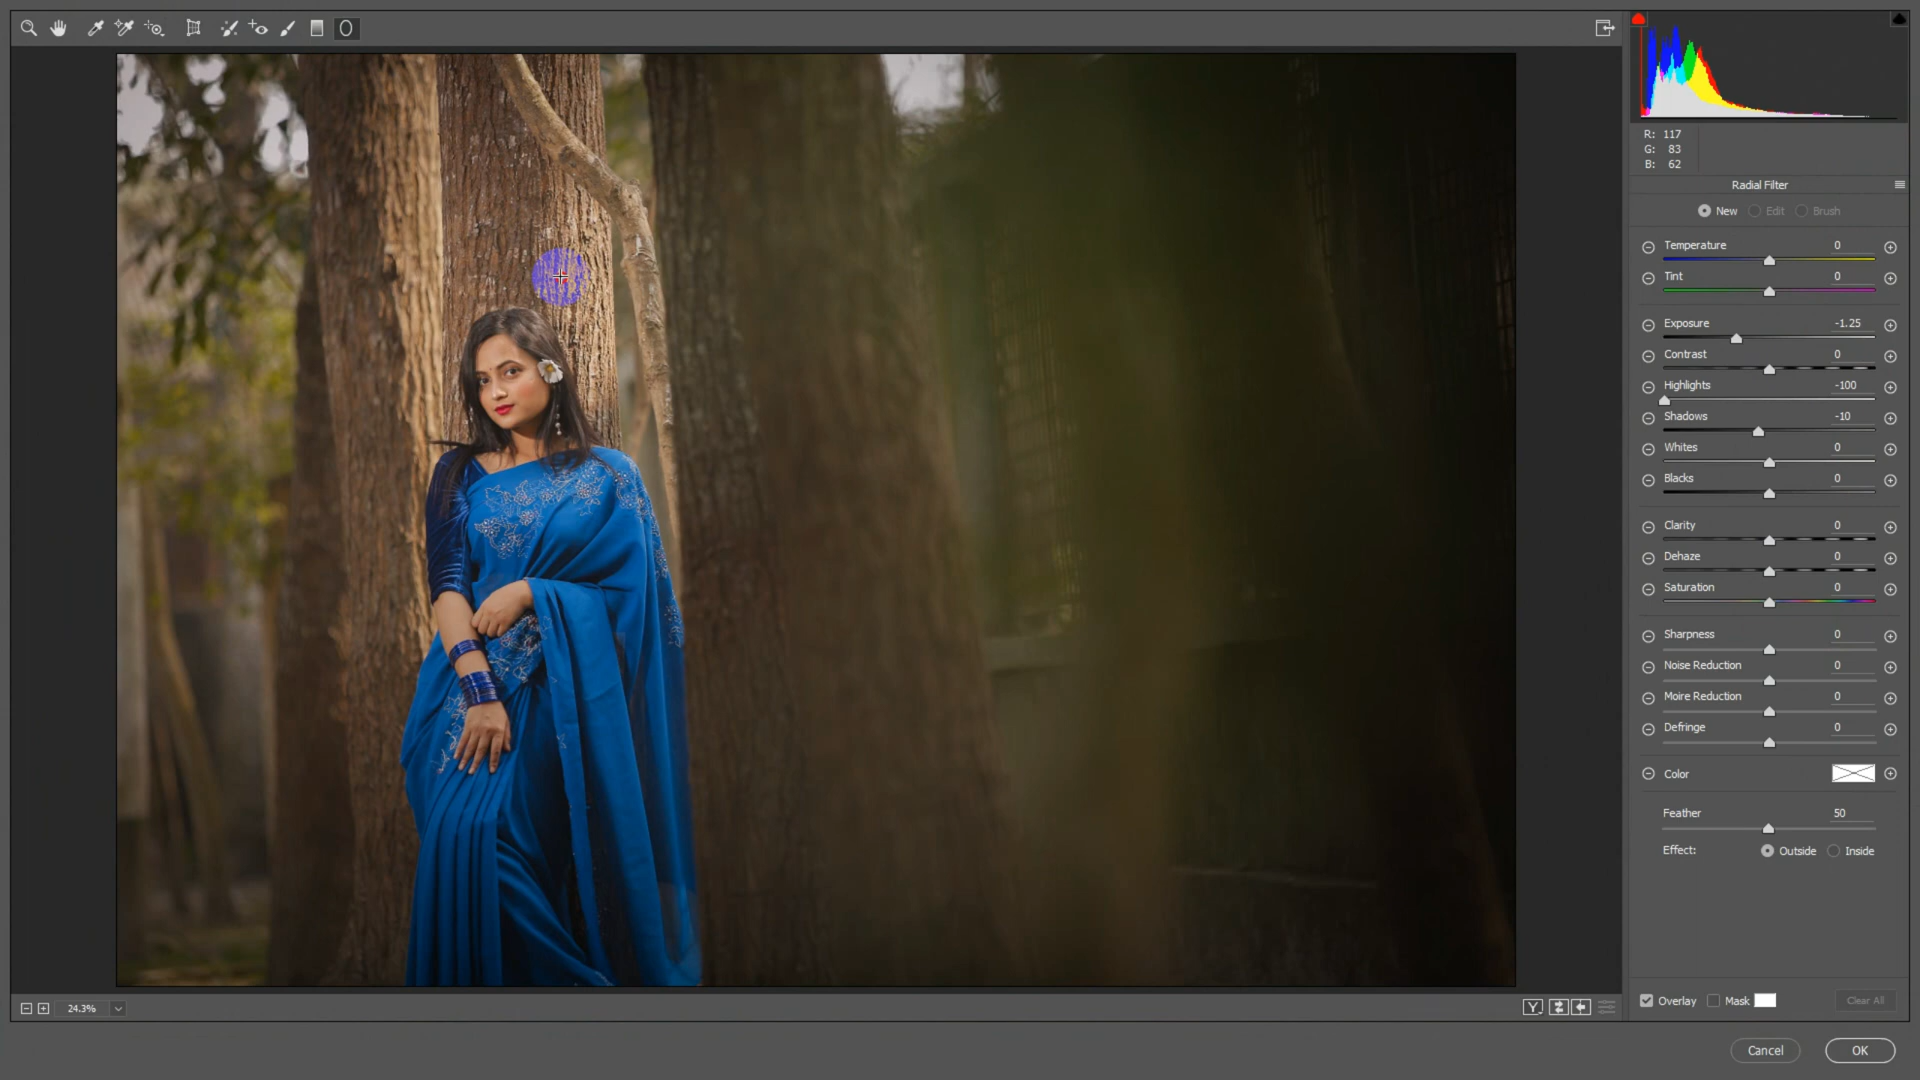 R: 117
G: 83
B: 62
Radial Filter
New Edit Brush
Temperature 0
Tint 0
Exposure -1.25
Contrast 0
Highlights -100
Shadows -10
Whites 0
Blacks 0
Clarity 0
Dehaze 0
Saturation 0
Sharpness 0
Noise Reduction 0
Moire Reduction 0
Defringe 0
Color
Feather 50
Effect: Outside Inside
24.3%
Y
Overlay Mask Clear All
Cancel OK